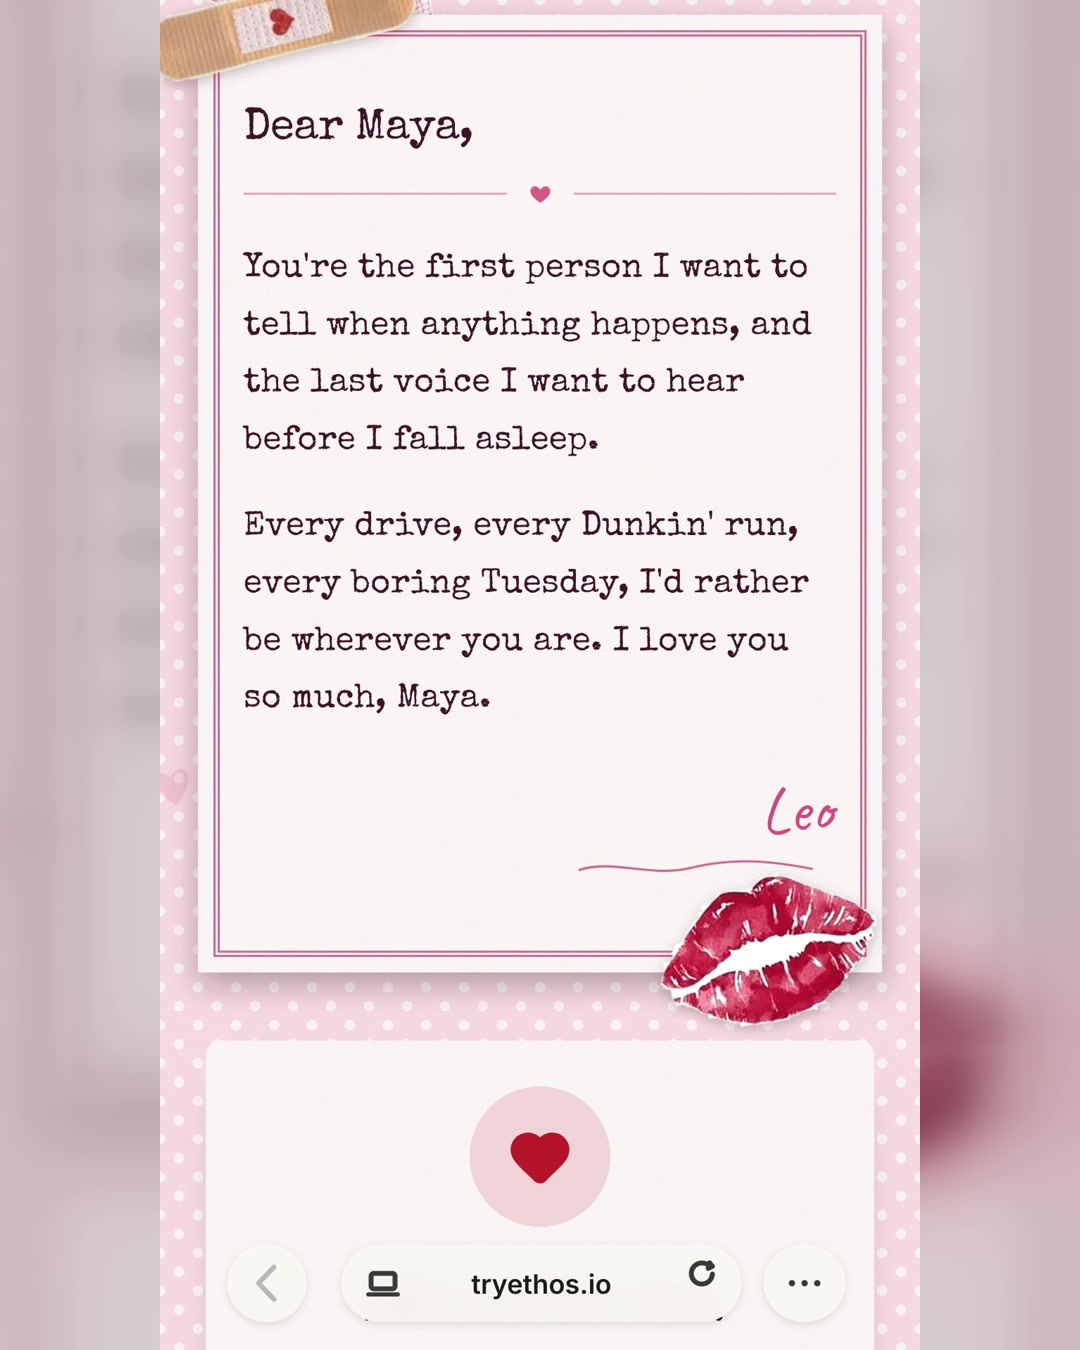 Dear Maya,
You're the first person I want to
tell when anything happens, and
the last voice I want to hear
before I fall asleep.
Every drive, every Dunkin' run,
every boring Tuesday, I'd rather
be wherever you are. I love you
so much, Maya.
Leo
tryethos.io